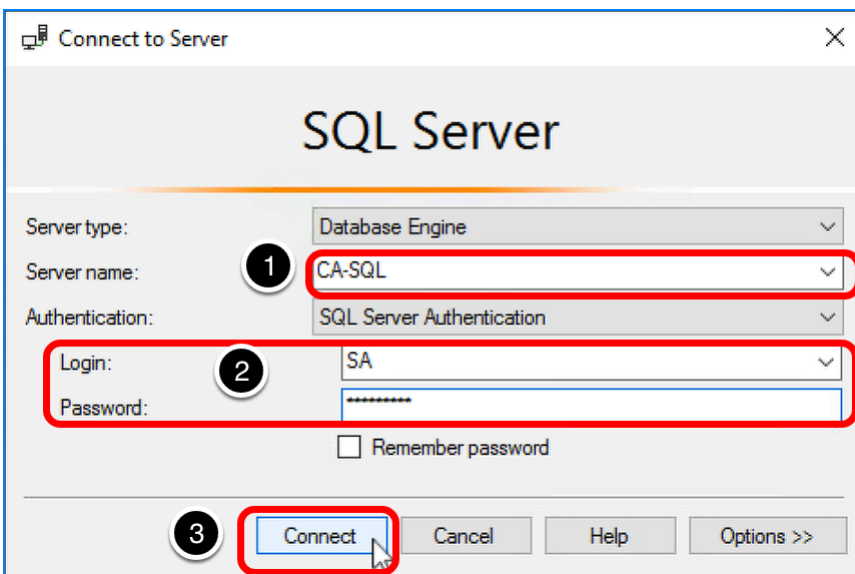 Connect to Server
SQL Server
Server type: Database Engine
1
Server name: CA-SQL
Authentication: SQL Server Authentication
2
Login: SA
Password: *********
Remember password
3
Connect Cancel Help Options >>